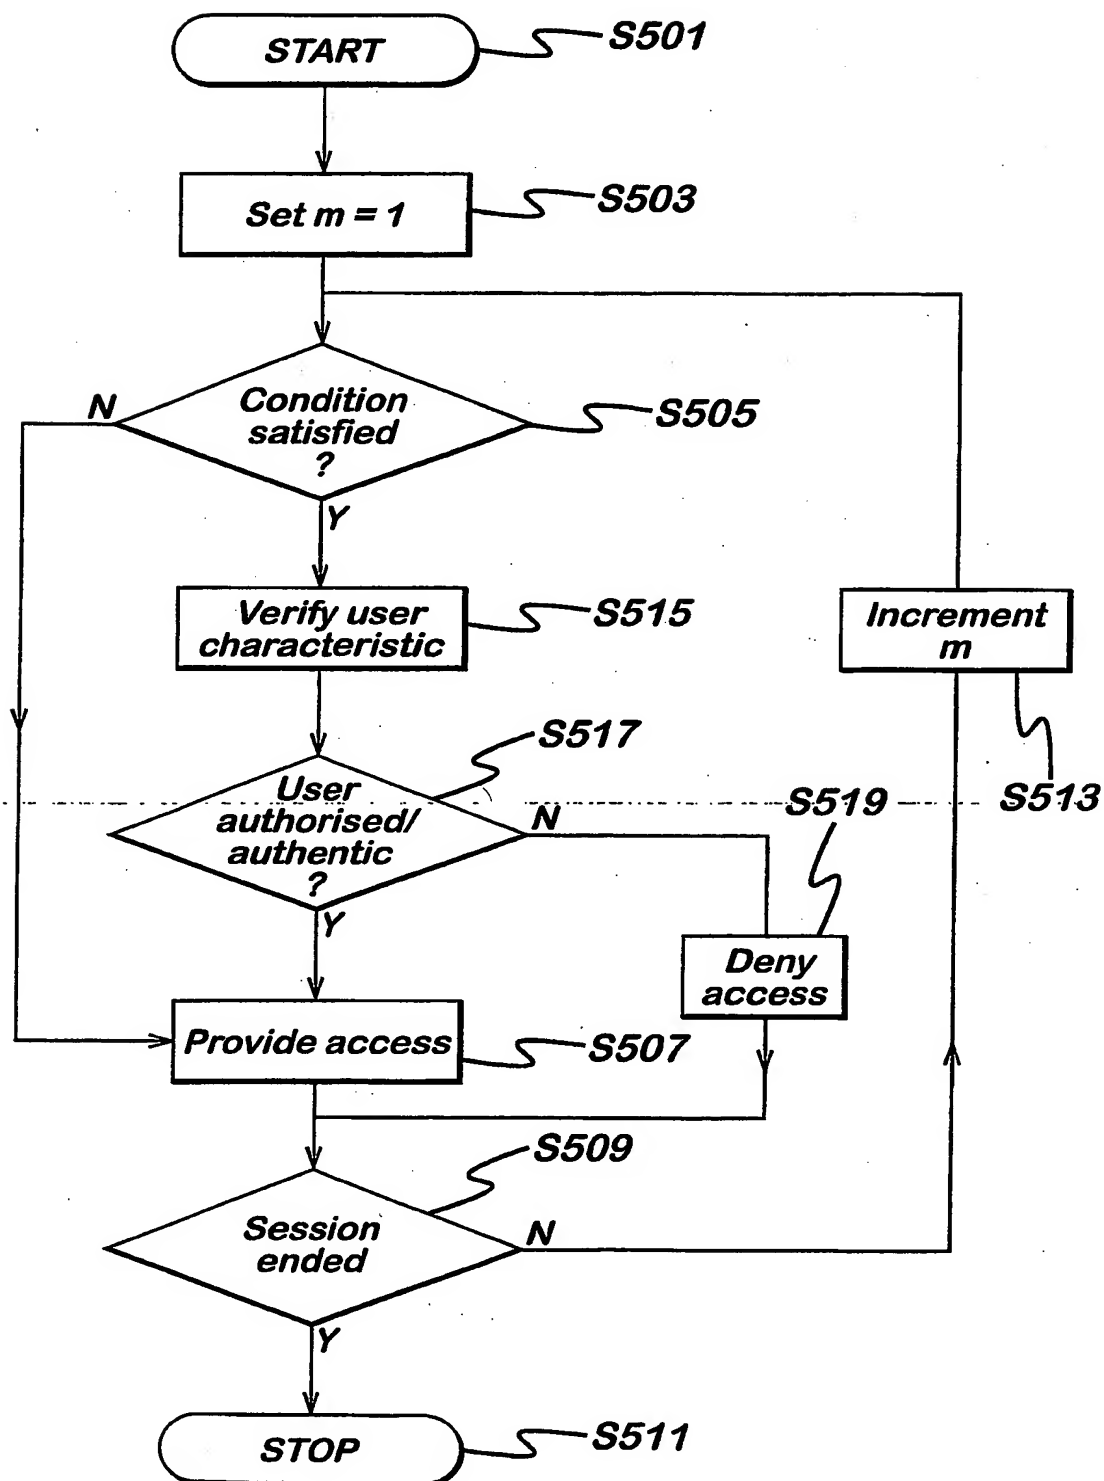 START
S501
Set m = 1
S503
Condition
satisfied
?
S505
N
Y
Verify user
characteristic
S515
Increment
m
S513
User
authorised/
authentic
?
S517
N
Y
S519
Deny
access
Provide access
S507
Session
ended
S509
N
Y
STOP
S511